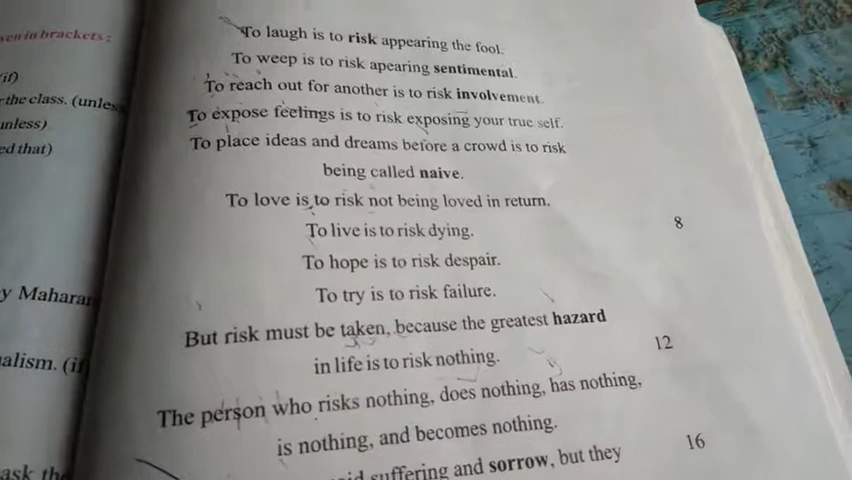 ven in brackets :
if)
the class. (unless
unless)
ed that)
y Maharan
alism. (if
ask the
To laugh is to risk appearing the fool.
To weep is to risk apearing sentimental.
To reach out for another is to risk involvement.
To expose feelings is to risk exposing your true self.
To place ideas and dreams before a crowd is to risk
being called naive.
To love is to risk not being loved in return.
To live is to risk dying. 8
To hope is to risk despair.
To try is to risk failure.
But risk must be taken, because the greatest hazard
in life is to risk nothing. 12
The person who risks nothing, does nothing, has nothing,
is nothing, and becomes nothing.
suffering and sorrow, but they 16